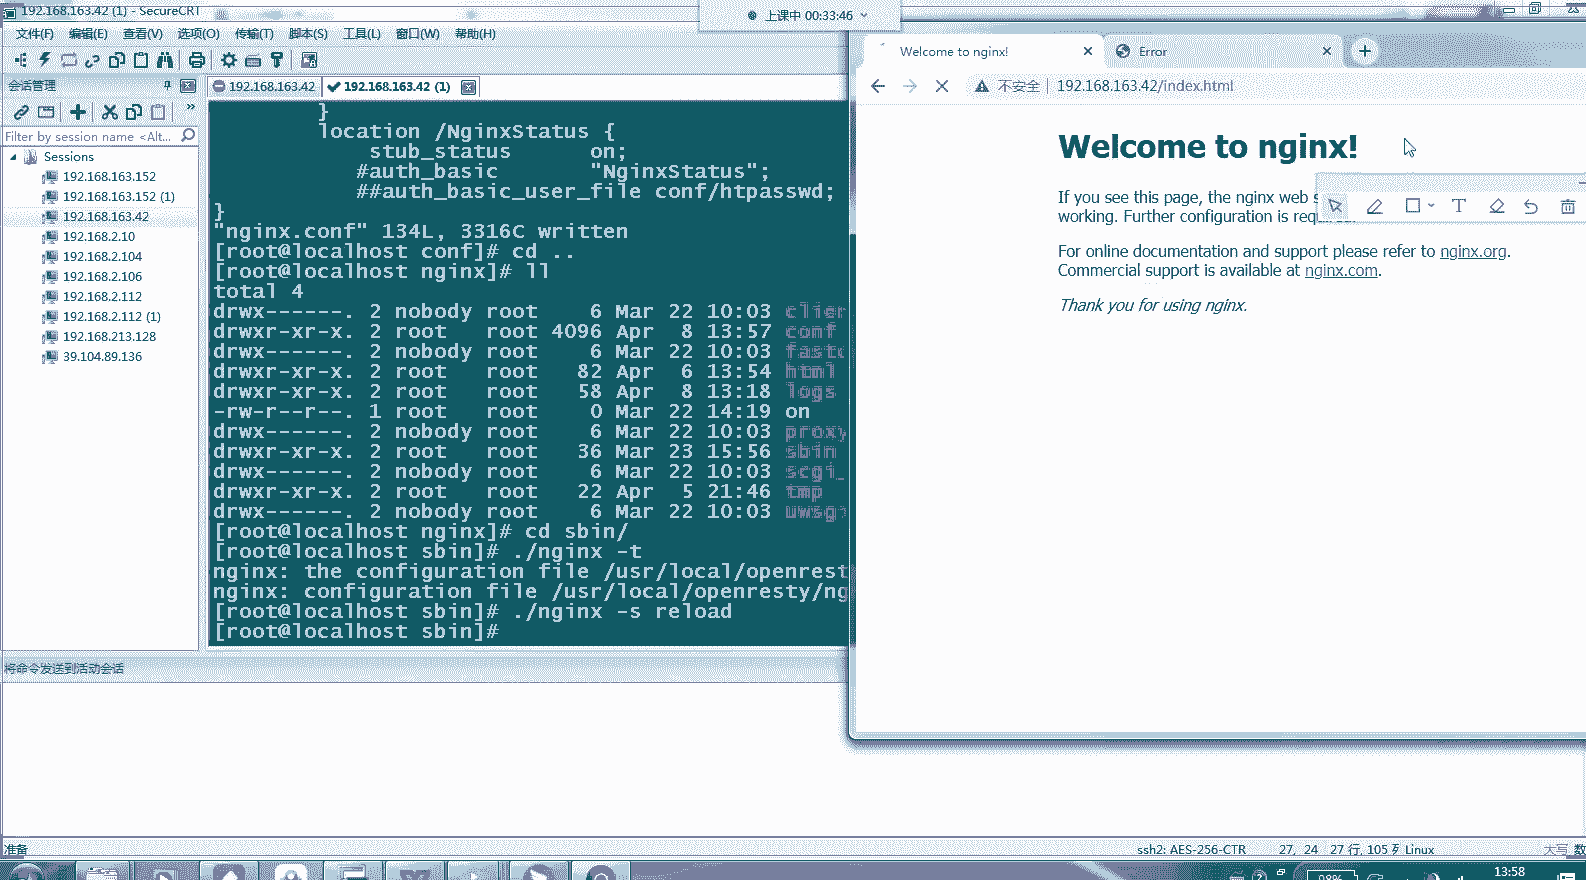 192.168.163.42 (1) - SecureCRT
上课中 00:33:46
文件(F) 编辑(E) 查看(V) 选项(O) 传输(T) 脚本(S) 工具(L) 窗口(W) 帮助(H)
会话管理
192.168.163.42
192.168.163.42 (1)
Filter by session name <Alt...
Sessions
192.168.163.152
192.168.163.152 (1)
192.168.163.42
192.168.2.10
192.168.2.104
192.168.2.106
192.168.2.112
192.168.2.112 (1)
192.168.213.128
39.104.89.136
}
location /NginxStatus {
stub_status on;
#auth_basic "NginxStatus";
##auth_basic_user_file conf/htpasswd;
}
"nginx.conf" 134L, 3316C written
[root@localhost conf]# cd ..
[root@localhost nginx]# ll
total 4
drwx------. 2 nobody root 6 Mar 22 10:03 clier
drwxr-xr-x. 2 root root 4096 Apr 8 13:57 conf
drwx------. 2 nobody root 6 Mar 22 10:03 fastc
drwxr-xr-x. 2 root root 82 Apr 6 13:54 html
drwxr-xr-x. 2 root root 58 Apr 8 13:18 logs
-rw-r--r--. 1 root root 0 Mar 22 14:19 on
drwx------. 2 nobody root 6 Mar 22 10:03 proxy
drwxr-xr-x. 2 root root 36 Mar 23 15:56 sbin
drwx------. 2 nobody root 6 Mar 22 10:03 scgi_
drwxr-xr-x. 2 root root 22 Apr 5 21:46 tmp
drwx------. 2 nobody root 6 Mar 22 10:03 uwsgi
[root@localhost nginx]# cd sbin/
[root@localhost sbin]# ./nginx -t
nginx: the configuration file /usr/local/openrest
nginx: configuration file /usr/local/openresty/ng
[root@localhost sbin]# ./nginx -s reload
[root@localhost sbin]#
将命令发送到活动会话
Welcome to nginx!
Error
不安全 192.168.163.42/index.html
Welcome to nginx!
If you see this page, the nginx web s
working. Further configuration is requ
For online documentation and support please refer to nginx.org.
Commercial support is available at nginx.com.
Thank you for using nginx.
T
准备
ssh2: AES-256-CTR 27, 24 27 行, 105 列 Linux 大写 数
98% 13:58